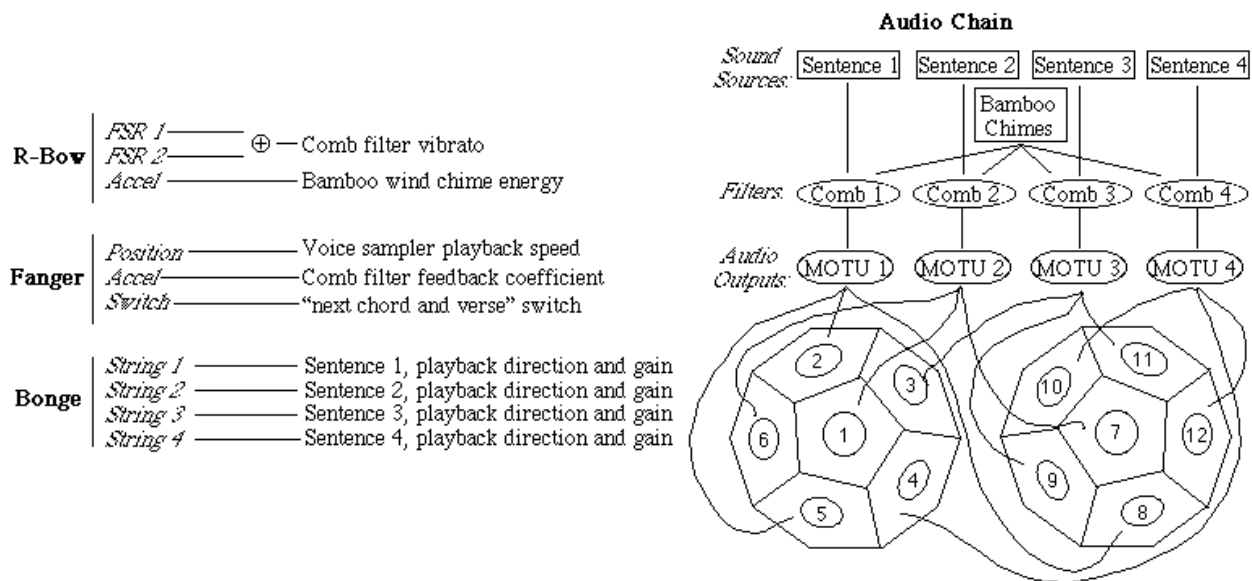 R-Bow
FSR 1
FSR 2
⊕
Comb filter vibrato
Accel
Bamboo wind chime energy
Fanger
Position
Voice sampler playback speed
Accel
Comb filter feedback coefficient
Switch
“next chord and verse” switch
Bonge
String 1
Sentence 1, playback direction and gain
String 2
Sentence 2, playback direction and gain
String 3
Sentence 3, playback direction and gain
String 4
Sentence 4, playback direction and gain
Audio Chain
Sound
Sources:
Sentence 1
Sentence 2
Sentence 3
Sentence 4
Bamboo
Chimes
Filters:
Comb 1
Comb 2
Comb 3
Comb 4
Audio
Outputs:
MOTU 1
MOTU 2
MOTU 3
MOTU 4
2
3
6
1
4
5
11
10
7
12
9
8